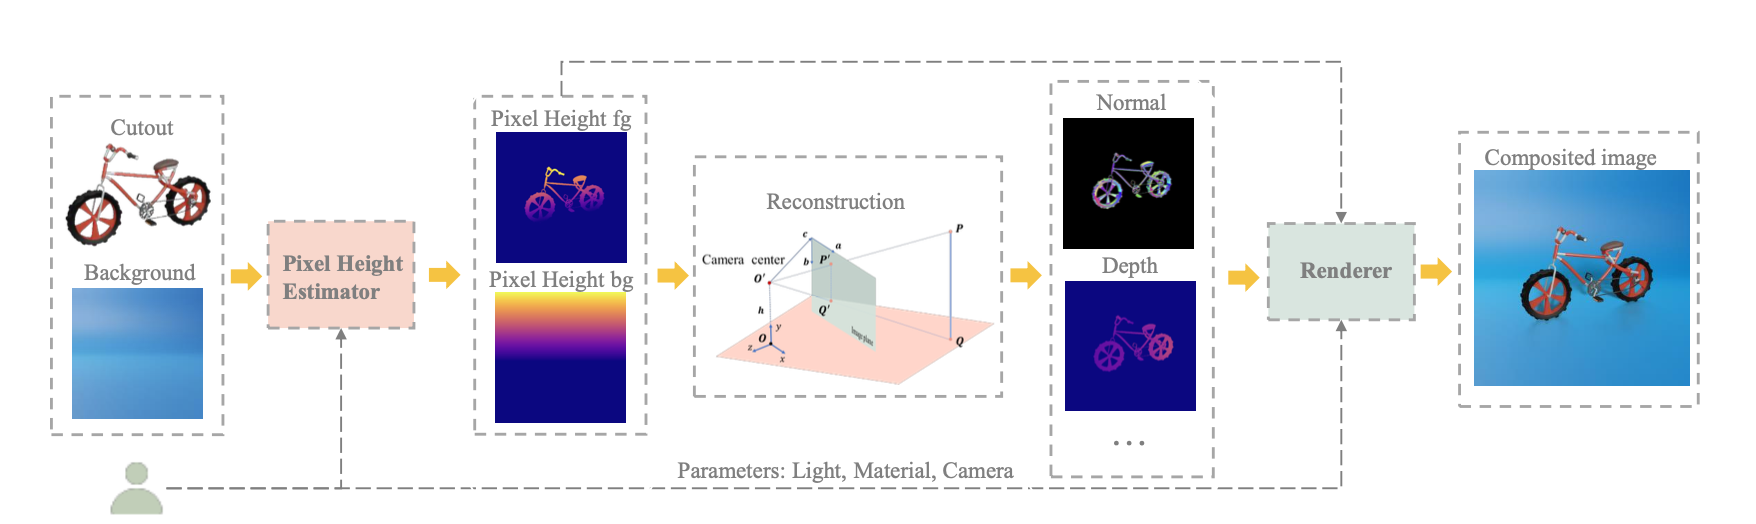 Cutout
Background
Pixel Height
Estimator
Pixel Height fg
Pixel Height bg
Reconstruction
Camera center
c
a
b
P'
P
O'
h
Q'
Image plane
y
O
z
x
Q
Normal
Depth
...
Renderer
Composited image
Parameters: Light, Material, Camera